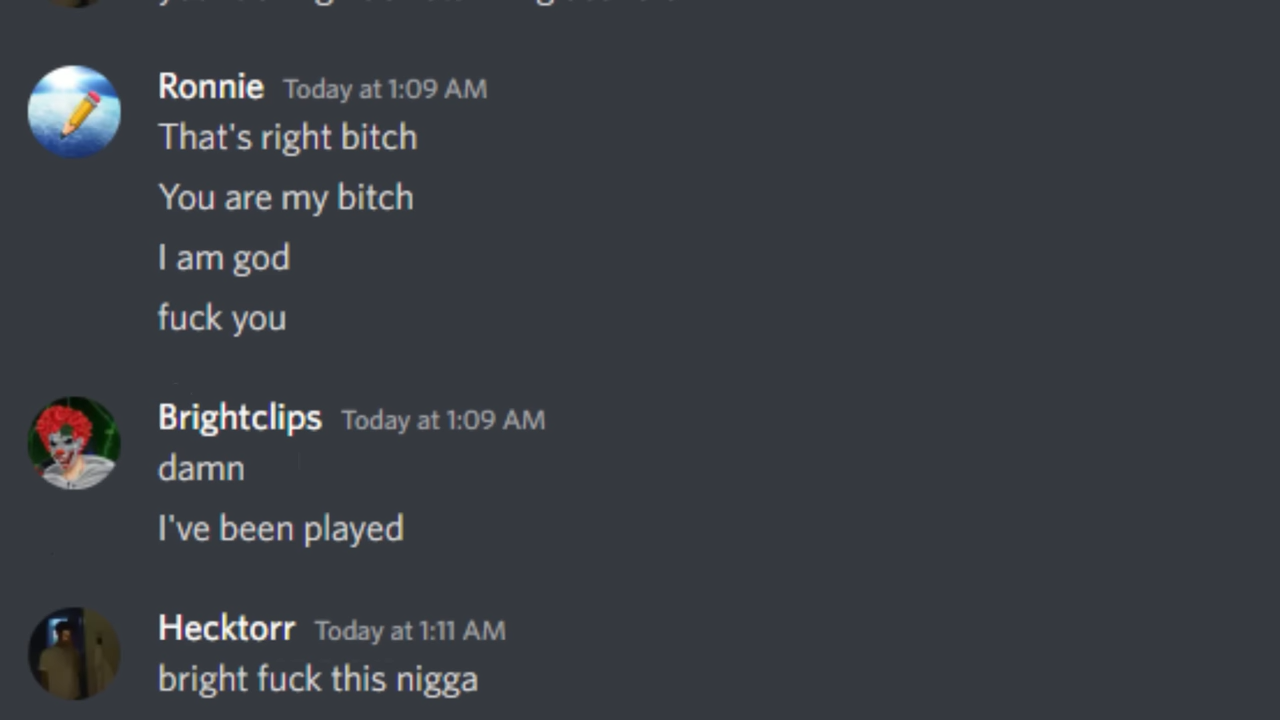 Ronnie Today at 1:09 AM
That's right bitch
You are my bitch
I am god
fuck you
Brightclips Today at 1:09 AM
damn
I've been played
Hecktorr Today at 1:11 AM
bright fuck this nigga